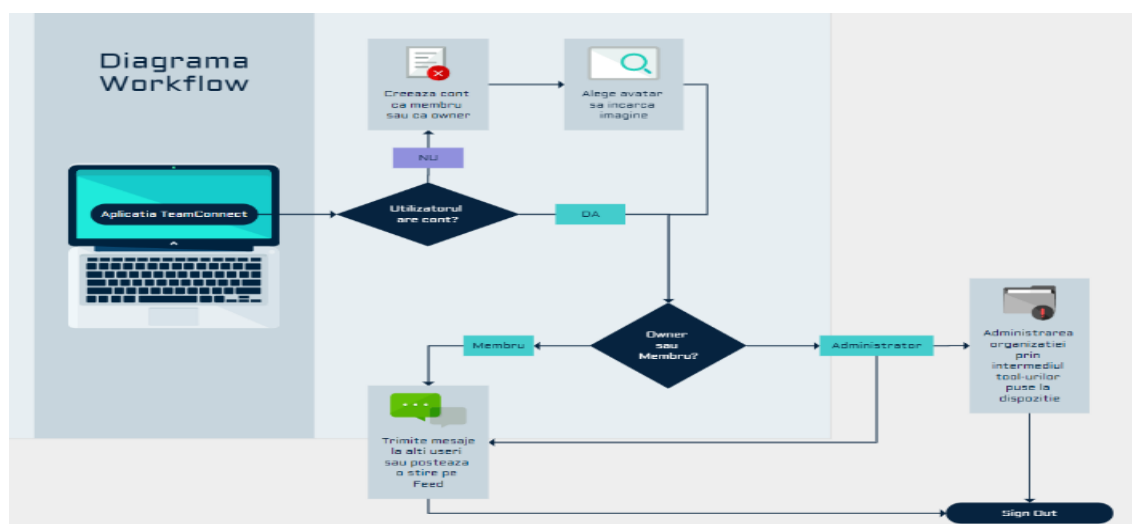 Diagrama
Workflow
Creeaza cont
ca membru
sau ca owner
Alege avatar
sa incarca
imagine
NU
Aplicatia TeamConnect
Utilizatorul
are cont?
DA
Owner
sau
Membru?
Membru
Administrator
Administrarea
organizatiei
prin
intermediul
tool-urilor
puse la
dispozitie
Trimite mesaje
la alti useri
sau posteaza
o stire pe
Feed
Sign Out